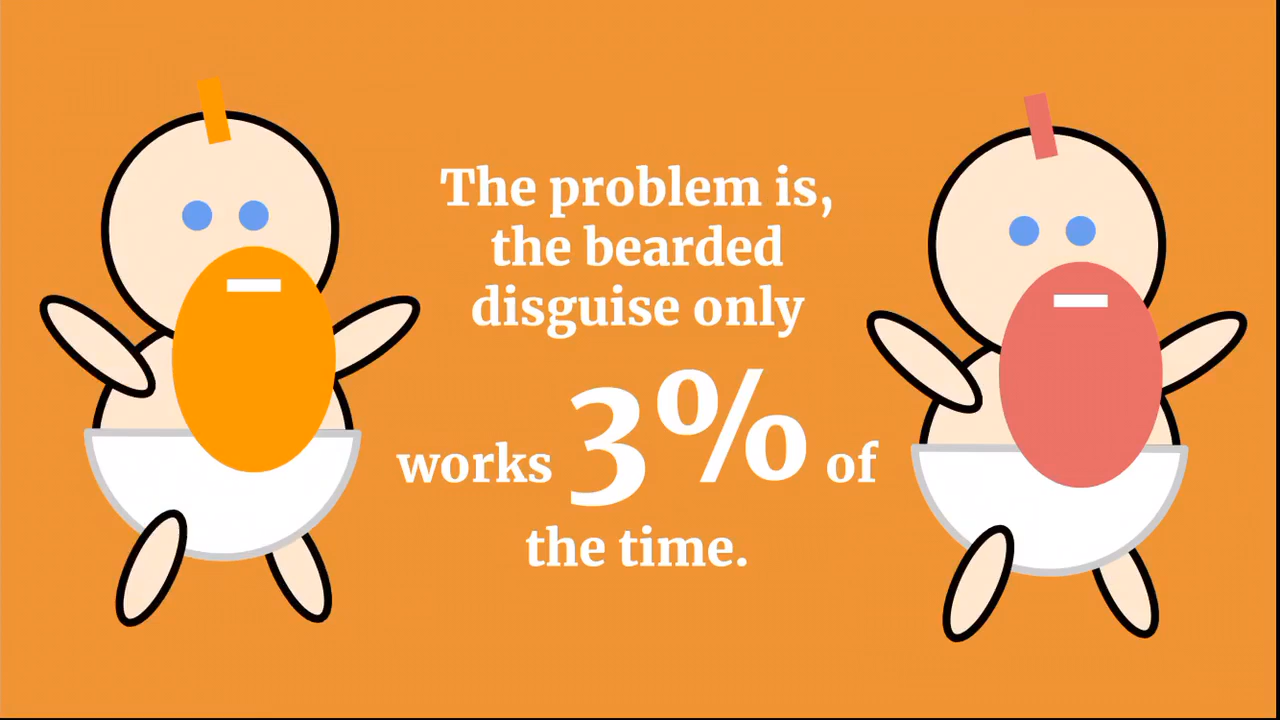 The problem is,
the bearded
disguise only
works 3% of
the time.